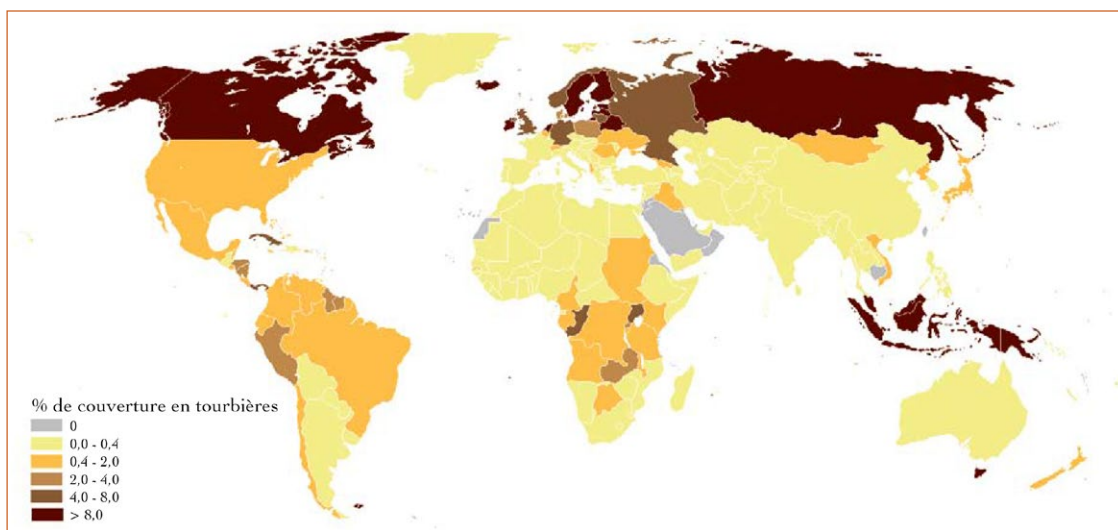 % de couverture en tourbières
0
0,0 - 0,4
0,4 - 2,0
2,0 - 4,0
4,0 - 8,0
> 8,0